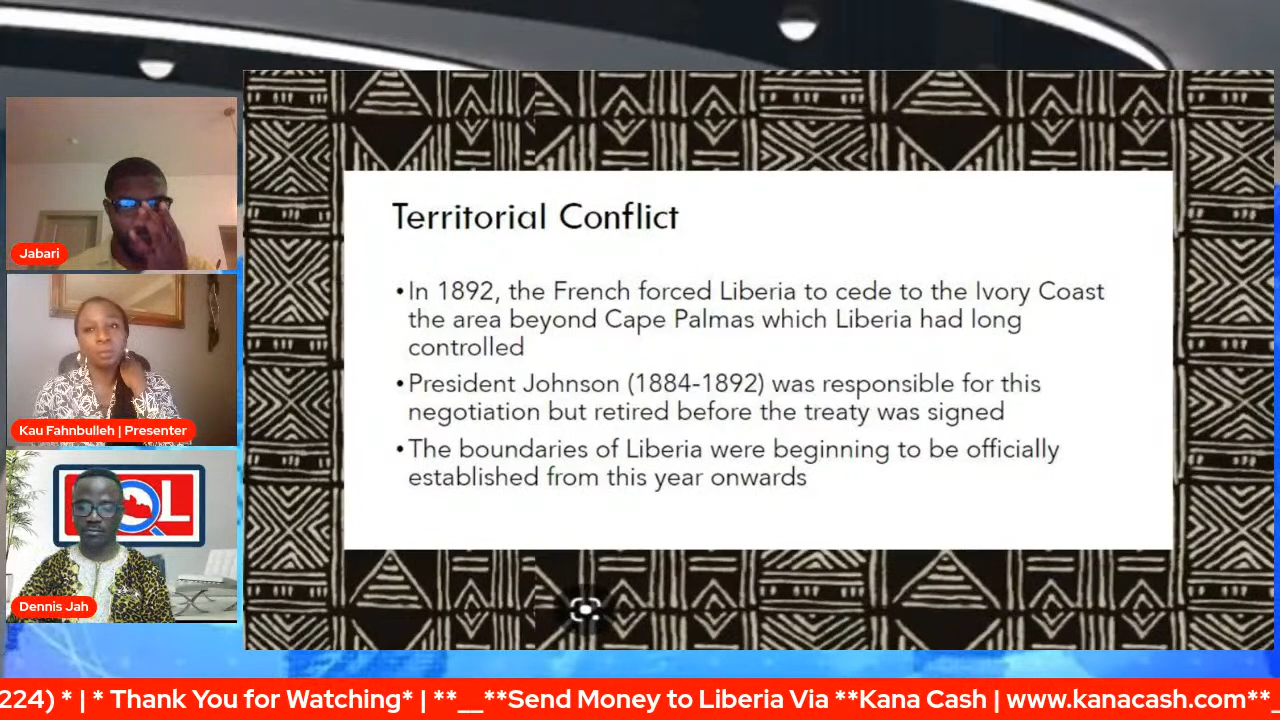 Jabari
Kau Fahnbulleh | Presenter
OL
Dennis Jah
Territorial Conflict
•In 1892, the French forced Liberia to cede to the Ivory Coast
the area beyond Cape Palmas which Liberia had long
controlled
•President Johnson (1884-1892) was responsible for this
negotiation but retired before the treaty was signed
•The boundaries of Liberia were beginning to be officially
established from this year onwards
224) * | * Thank You for Watching* | **__**Send Money to Liberia Via **Kana Cash | www.kanacash.com**_